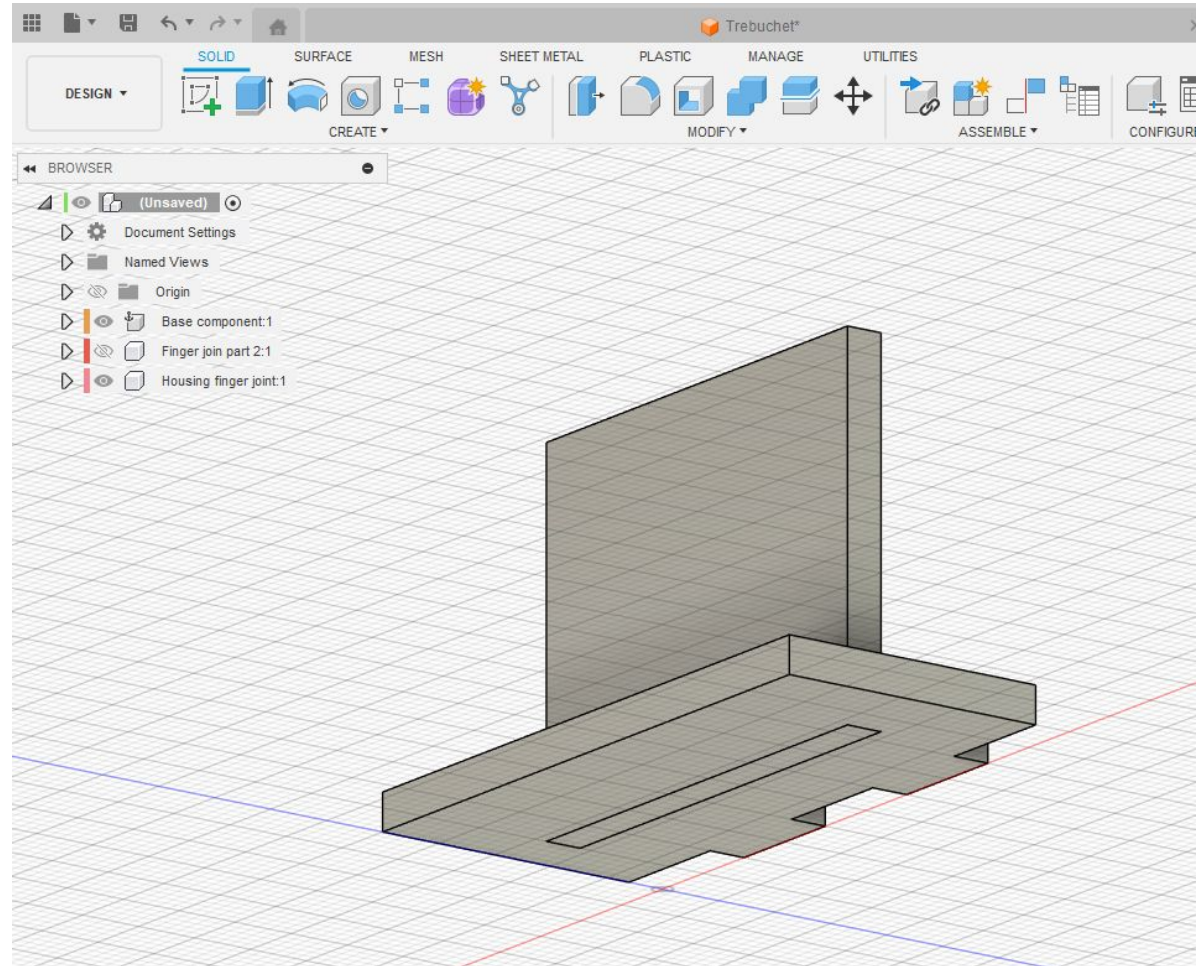 Trebuchet*
SOLID SURFACE MESH SHEET METAL PLASTIC MANAGE UTILITIES
DESIGN
CREATE MODIFY ASSEMBLE CONFIGURE
BROWSER
(Unsaved)
Document Settings
Named Views
Origin
Base component:1
Finger join part 2:1
Housing finger joint:1